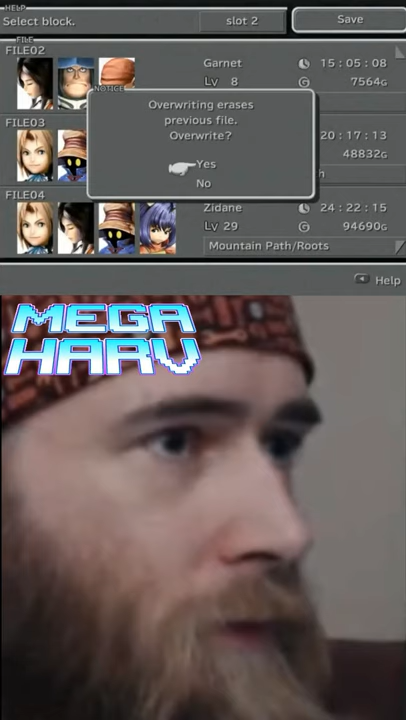 HELP
Select block.
slot 2
Save
FILE
FILE02
Garnet
15:05:08
Lv 8
G
7564G
NOTICE
Overwriting erases
previous file.
Overwrite?
Yes
No
FILE03
20:17:13
48832G
h
FILE04
Zidane
24:22:15
Lv 29
G
94690G
Mountain Path/Roots
Help
MEGA
HARV